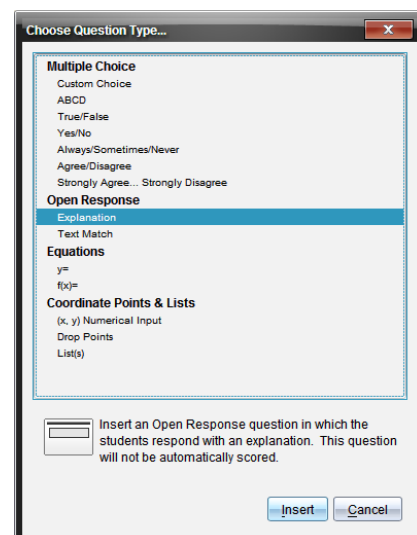 Choose Question Type...
Multiple Choice
Custom Choice
ABCD
True/False
Yes/No
Always/Sometimes/Never
Agree/Disagree
Strongly Agree... Strongly Disagree
Open Response
Explanation
Text Match
Equations
y=
f(x)=
Coordinate Points & Lists
(x, y) Numerical Input
Drop Points
List(s)
Insert an Open Response question in which the
students respond with an explanation. This question
will not be automatically scored.
Insert
Cancel